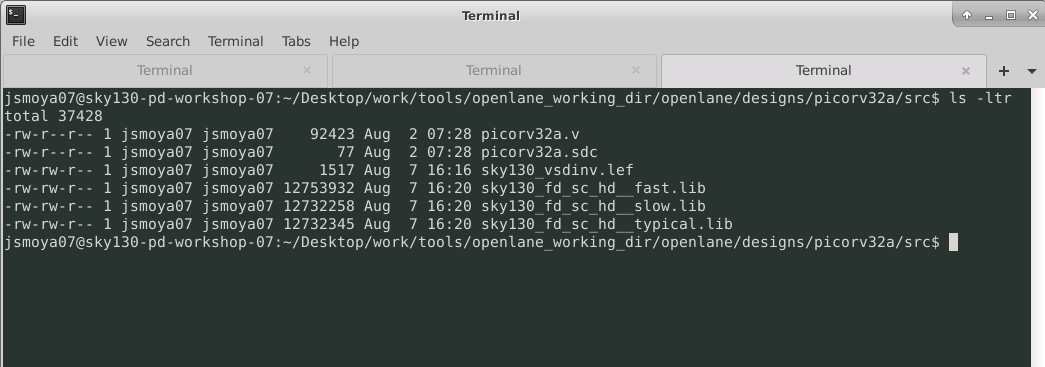 Terminal
File Edit View Search Terminal Tabs Help
Terminal Terminal Terminal
jsmoya07@sky130-pd-workshop-07:~/Desktop/work/tools/openlane_working_dir/openlane/designs/picorv32a/src$ ls -ltr
total 37428
-rw-r--r-- 1 jsmoya07 jsmoya07    92423 Aug  2 07:28 picorv32a.v
-rw-rw-r-- 1 jsmoya07 jsmoya07       77 Aug  2 07:28 picorv32a.sdc
-rw-rw-r-- 1 jsmoya07 jsmoya07     1517 Aug  7 16:16 sky130_vsdinv.lef
-rw-rw-r-- 1 jsmoya07 jsmoya07 12753932 Aug  7 16:20 sky130_fd_sc_hd__fast.lib
-rw-rw-r-- 1 jsmoya07 jsmoya07 12732258 Aug  7 16:20 sky130_fd_sc_hd__slow.lib
-rw-rw-r-- 1 jsmoya07 jsmoya07 12732345 Aug  7 16:20 sky130_fd_sc_hd__typical.lib
jsmoya07@sky130-pd-workshop-07:~/Desktop/work/tools/openlane_working_dir/openlane/designs/picorv32a/src$